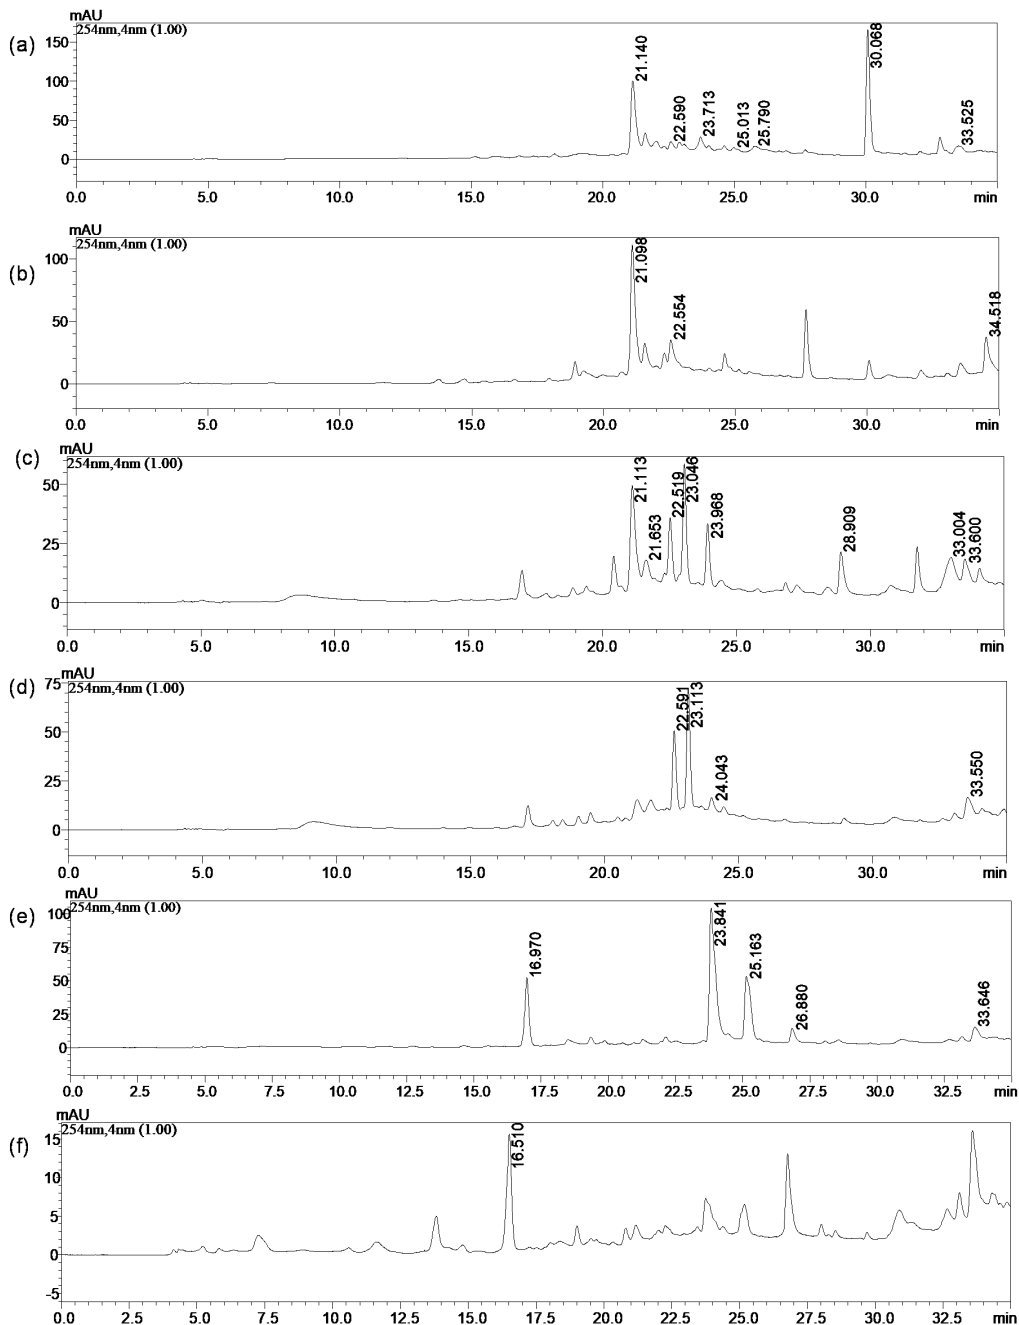 mAU
254nm,4nm (1.00)
(a)
150
100
50
0
21.140
22.590
23.713
25.013
25.790
30.068
33.525
0.0 5.0 10.0 15.0 20.0 25.0 30.0 min
mAU
254nm,4nm (1.00)
(b)
100
50
0
21.098
22.554
34.518
0.0 5.0 10.0 15.0 20.0 25.0 30.0 min
mAU
254nm,4nm (1.00)
(c)
50
25
0
21.113
21.653
22.519
23.046
23.968
28.909
33.004
33.600
0.0 5.0 10.0 15.0 20.0 25.0 30.0 min
mAU
254nm,4nm (1.00)
(d)
75
50
25
0
22.591
23.113
24.043
33.550
0.0 5.0 10.0 15.0 20.0 25.0 30.0 min
mAU
254nm,4nm (1.00)
(e)
100
75
50
25
0
16.970
23.841
25.163
26.880
33.646
0.0 2.5 5.0 7.5 10.0 12.5 15.0 17.5 20.0 22.5 25.0 27.5 30.0 32.5 min
mAU
254nm,4nm (1.00)
(f)
15
10
5
0
-5
16.510
0.0 2.5 5.0 7.5 10.0 12.5 15.0 17.5 20.0 22.5 25.0 27.5 30.0 32.5 min